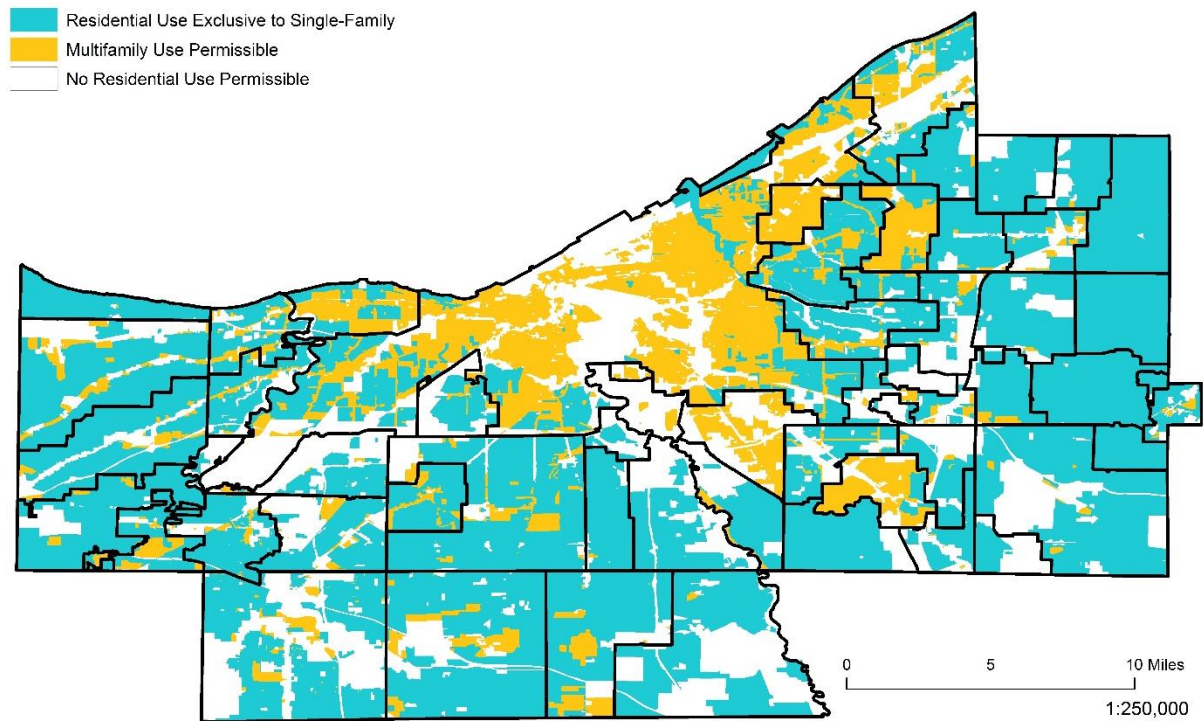 Residential Use Exclusive to Single-Family
Multifamily Use Permissible
No Residential Use Permissible
0 5 10 Miles
1:250,000